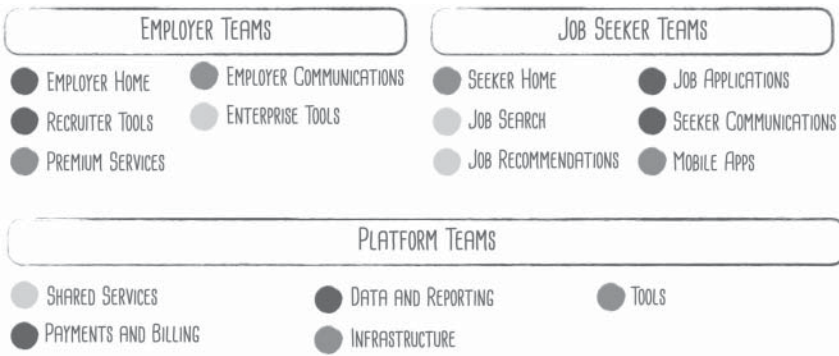 EMPLOYER TEAMS
EMPLOYER HOME
RECRUITER TOOLS
PREMIUM SERVICES
EMPLOYER COMMUNICATIONS
ENTERPRISE TOOLS
JOB SEEKER TEAMS
SEEKER HOME
JOB SEARCH
JOB RECOMMENDATIONS
JOB APPLICATIONS
SEEKER COMMUNICATIONS
MOBILE APPS
PLATFORM TEAMS
SHARED SERVICES
PAYMENTS AND BILLING
DATA AND REPORTING
INFRASTRUCTURE
TOOLS